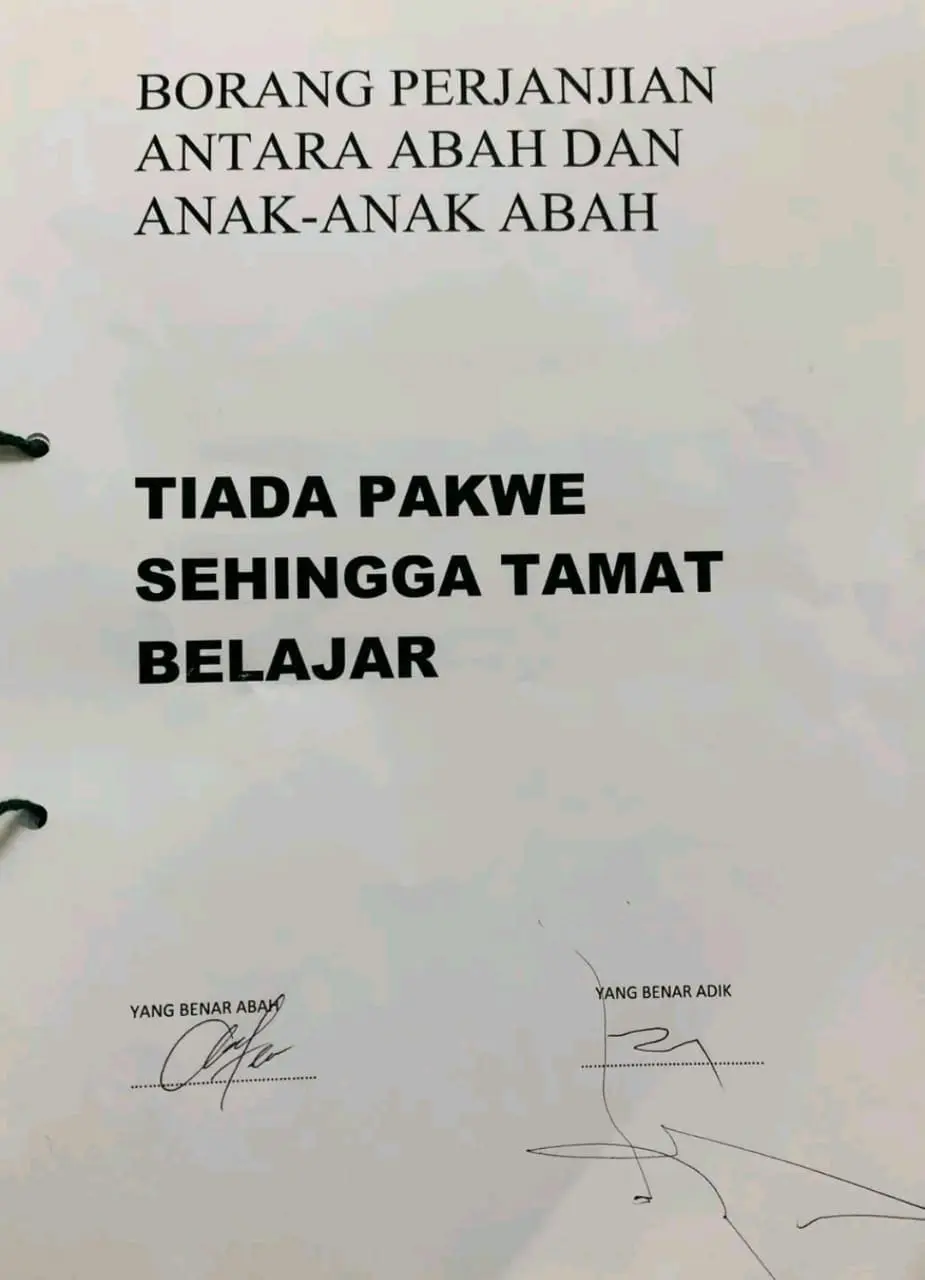 BORANG PERJANJIAN
ANTARA ABAH DAN
ANAK-ANAK ABAH
TIADA PAKWE
SEHINGGA TAMAT
BELAJAR
YANG BENAR ABAH
YANG BENAR ADIK